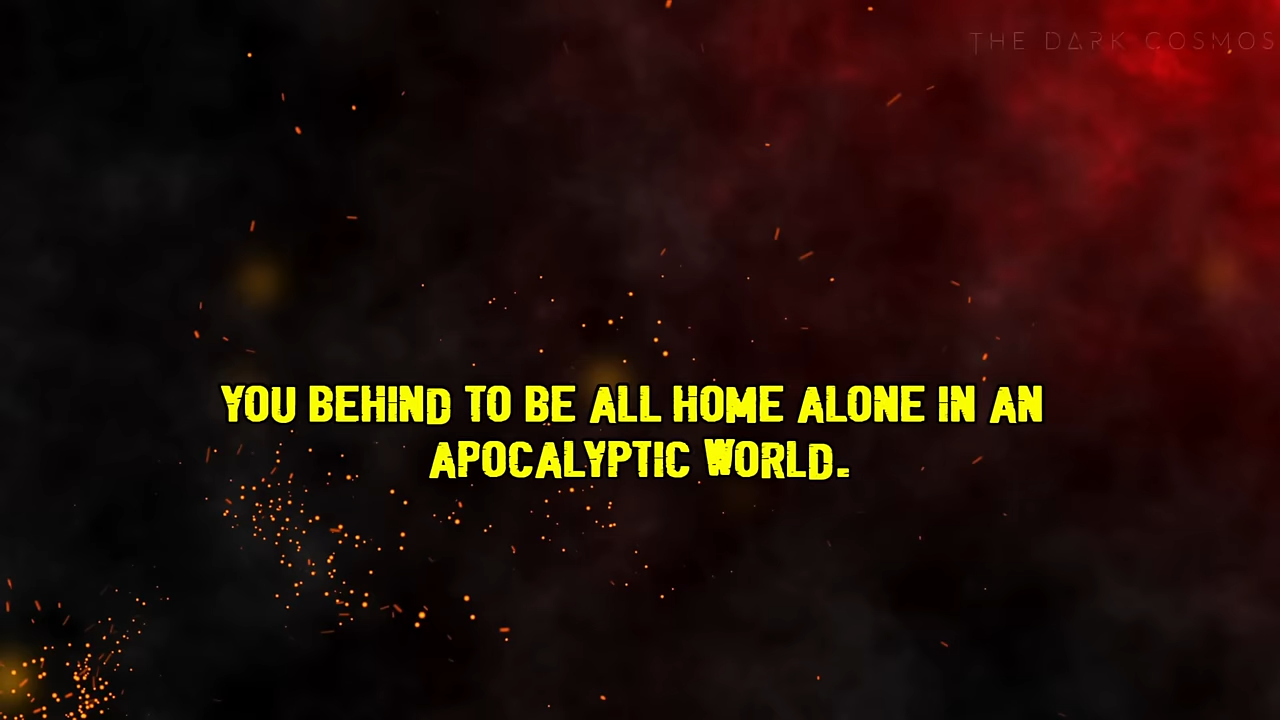 THE DARK COSMOS
YOU BEHIND TO BE ALL HOME ALONE IN AN
APOCALYPTIC WORLD.